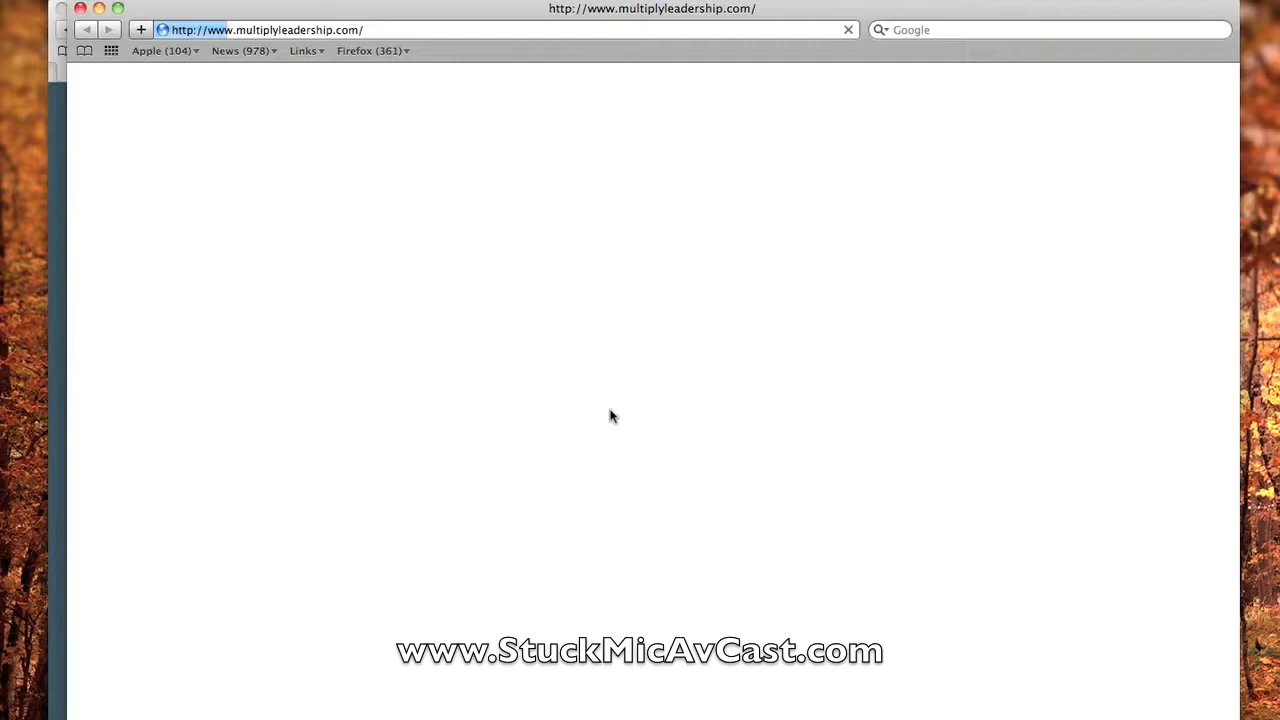 http://www.multiplyleadership.com/
http://www.multiplyleadership.com/
Google
Apple (104)
News (978)
Links
Firefox (361)
www.StuckMicAvCast.com